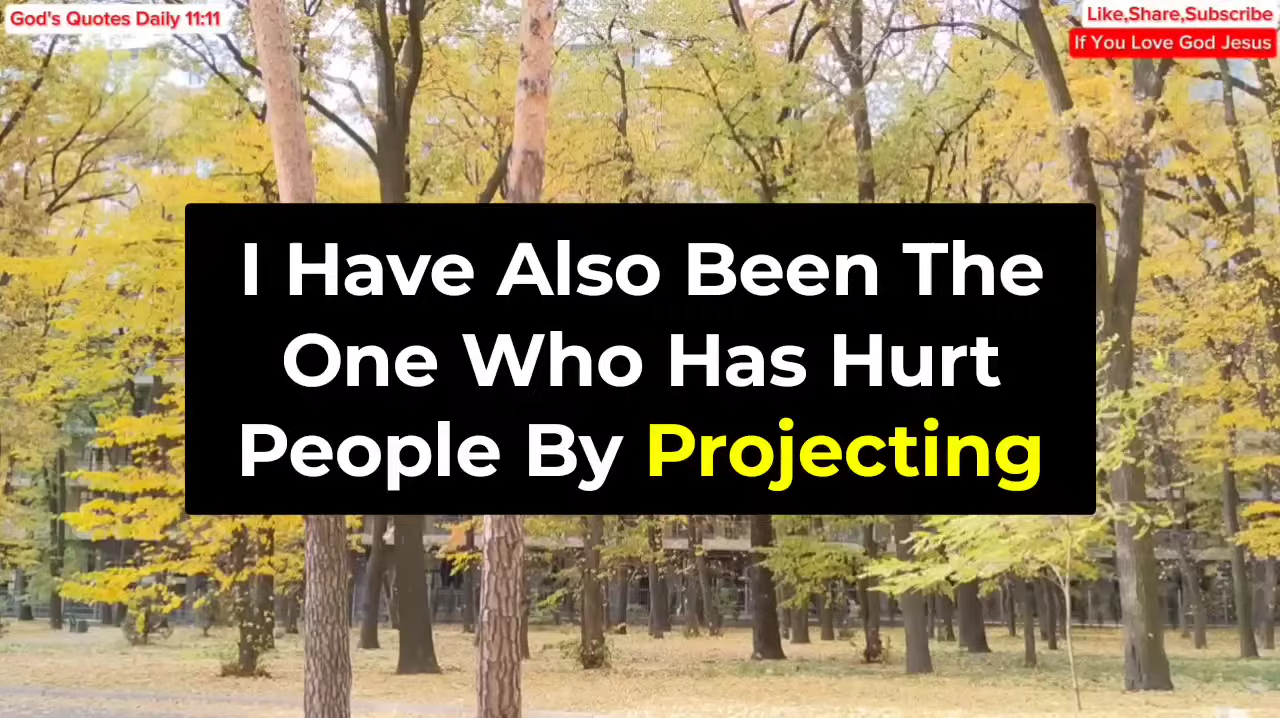 God's Quotes Daily 11:11
Like,Share,Subscribe
If You Love God Jesus
I Have Also Been The
One Who Has Hurt
People By Projecting